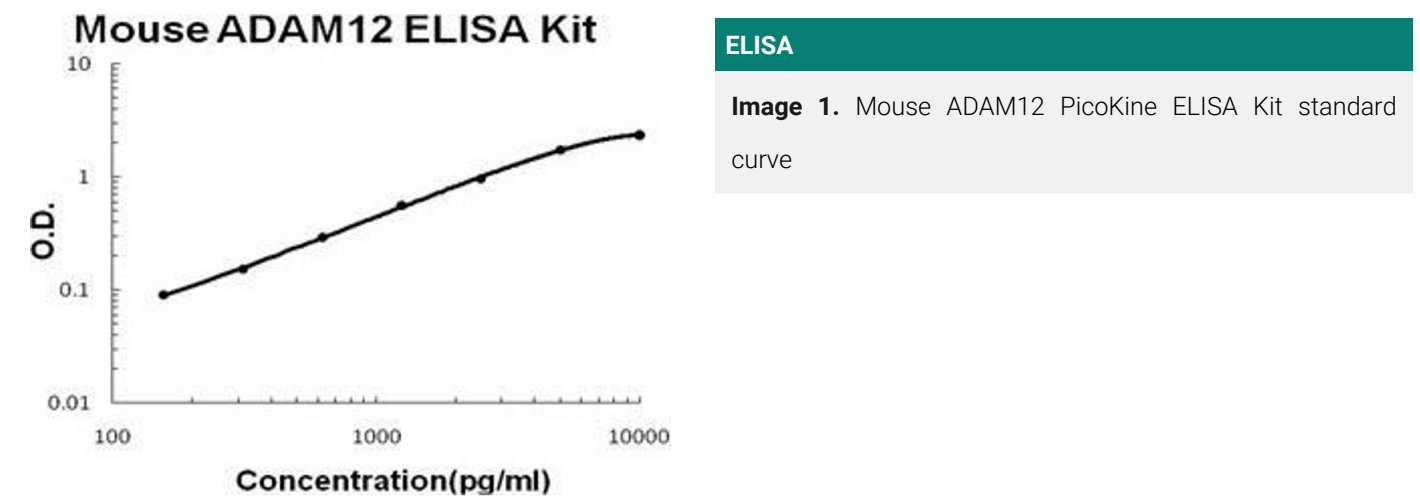 Mouse ADAM12 ELISA Kit
10
1
0.1
0.01
O.D.
100 1000 10000
Concentration(pg/ml)
ELISA
Image 1. Mouse ADAM12 PicoKine ELISA Kit standard
curve